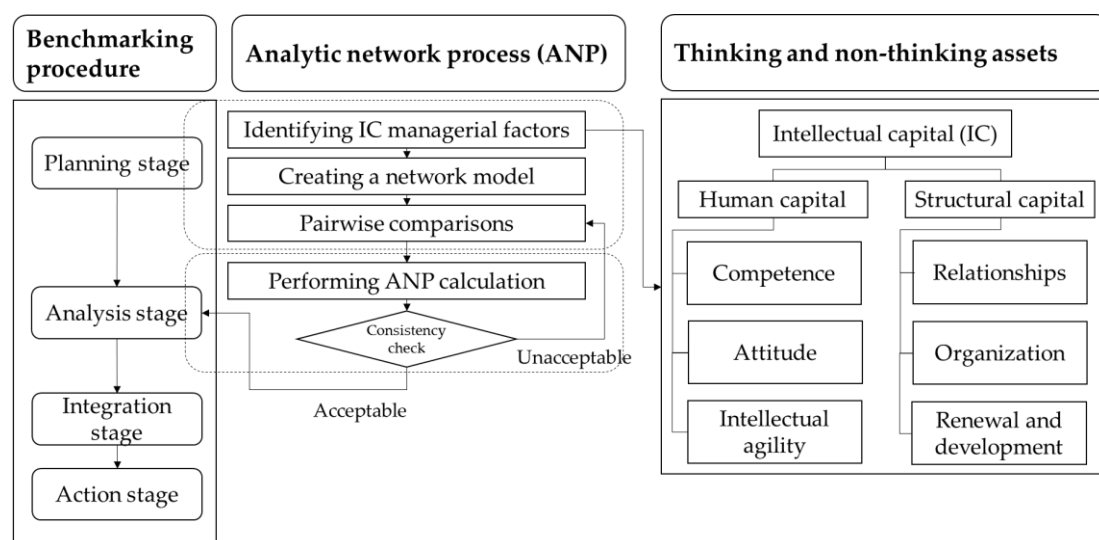 Benchmarking
procedure
Analytic network process (ANP)
Thinking and non-thinking assets
Planning stage
Analysis stage
Integration
stage
Action stage
Identifying IC managerial factors
Creating a network model
Pairwise comparisons
Performing ANP calculation
Consistency
check
Unacceptable
Acceptable
Intellectual capital (IC)
Human capital
Structural capital
Competence
Relationships
Attitude
Organization
Intellectual
agility
Renewal and
development